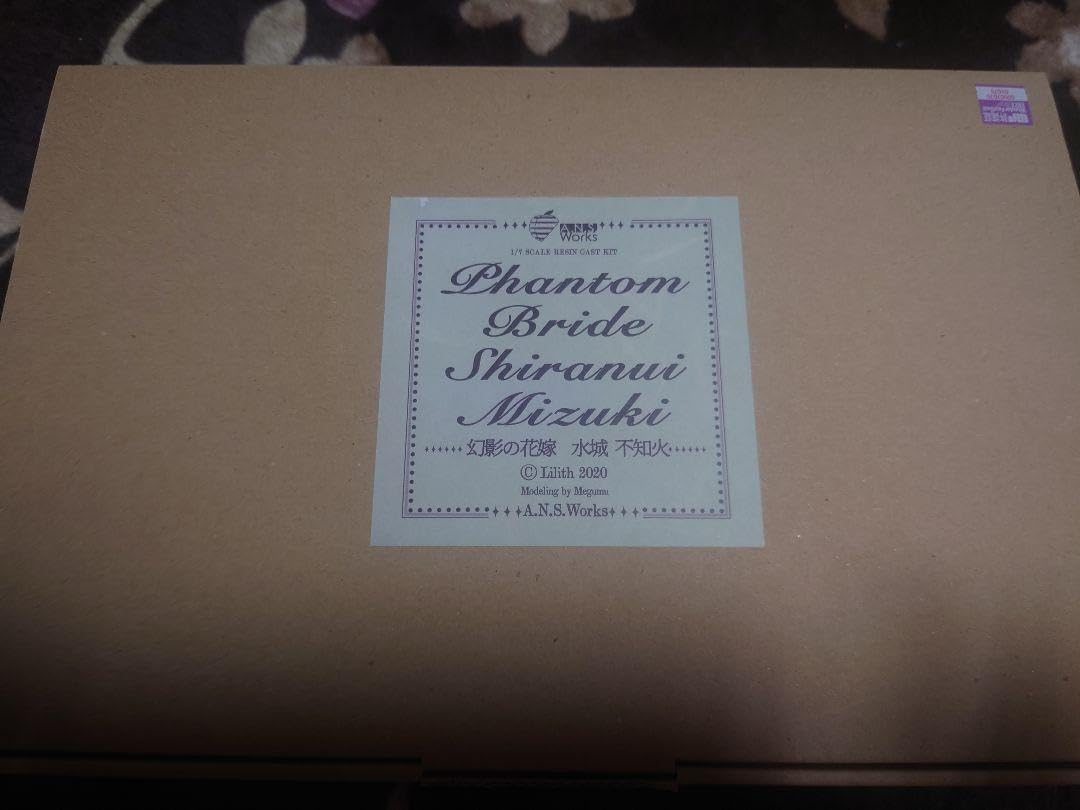 A.N.S
Works
1/7 SCALE RESIN CAST KIT
Phantom
Bride
Shiranui
Mizuki
幻影の花嫁 水城 不知火
© Lilith 2020
Modeling by Megumu
A.N.S.Works